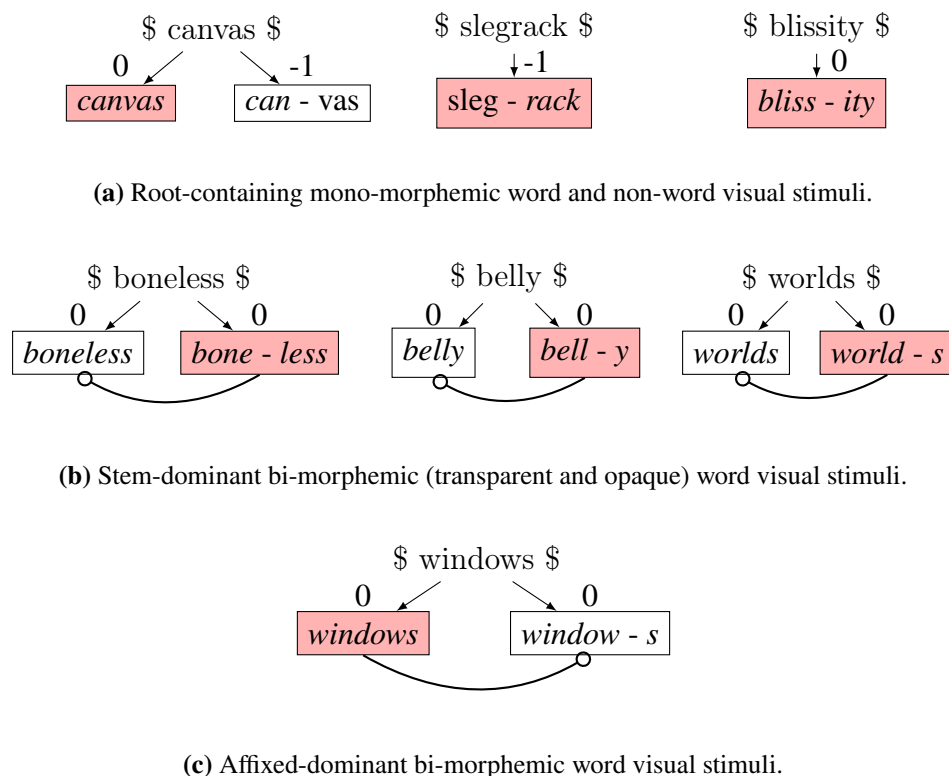 $ canvas $ $ slegrack $ $ blissity $
0 -1 -1 0
canvas can - vas sleg - rack bliss - ity
(a) Root-containing mono-morphemic word and non-word visual stimuli.
$ boneless $ $ belly $ $ worlds $
0 0 0 0 0 0
boneless bone - less belly bell - y worlds world - s
(b) Stem-dominant bi-morphemic (transparent and opaque) word visual stimuli.
$ windows $
0 0
windows window - s
(c) Affixed-dominant bi-morphemic word visual stimuli.